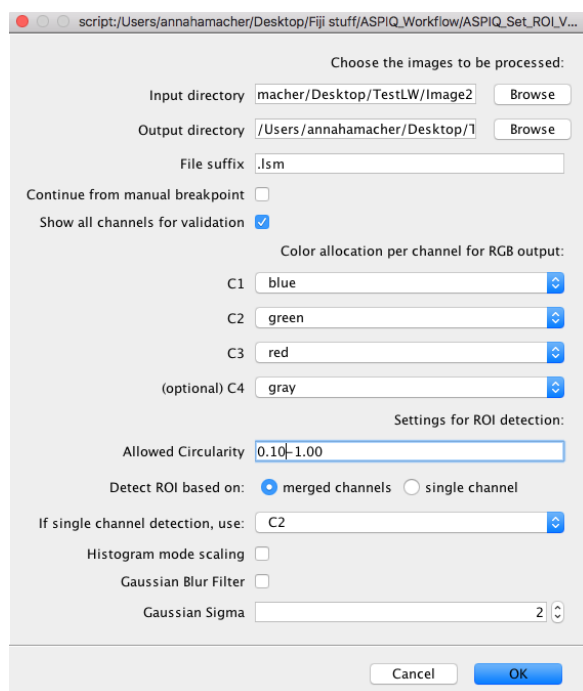 script:/Users/annahamacher/Desktop/Fiji stuff/ASPIQ_Workflow/ASPIQ_Set_ROI_V...
Choose the images to be processed:
Input directory macher/Desktop/TestLW/Image2 Browse
Output directory /Users/annahamacher/Desktop/T Browse
File suffix .lsm
Continue from manual breakpoint
Show all channels for validation
Color allocation per channel for RGB output:
C1 blue
C2 green
C3 red
(optional) C4 gray
Settings for ROI detection:
Allowed Circularity 0.10-1.00
Detect ROI based on: merged channels single channel
If single channel detection, use: C2
Histogram mode scaling
Gaussian Blur Filter
Gaussian Sigma 2
Cancel OK